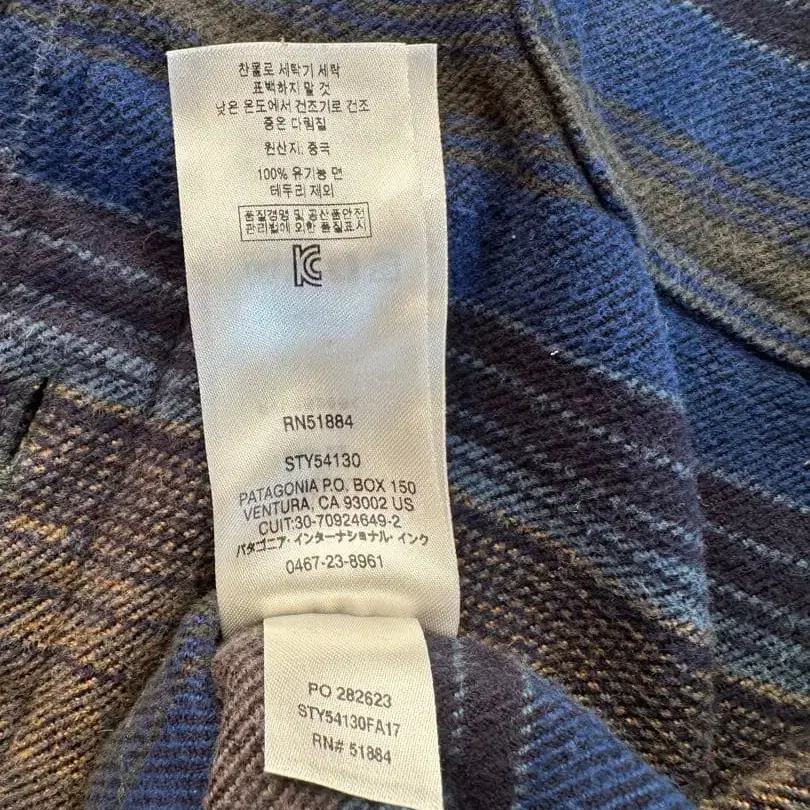 찬물로 세탁기 세탁
표백하지 말 것
낮은 온도에서 건조기로 건조
중온 다림질
원산지: 중국
100% 유기농 면
테두리 제외
품질경영 및 공산품안전
관리법에 의한 품질표시
RN51884
STY54130
PATAGONIA P.O. BOX 150
VENTURA, CA 93002 US
CUIT:30-70924649-2
パタゴニア・インターナショナル・インク
0467-23-8961
PO 282623
STY54130FA17
RN# 51884